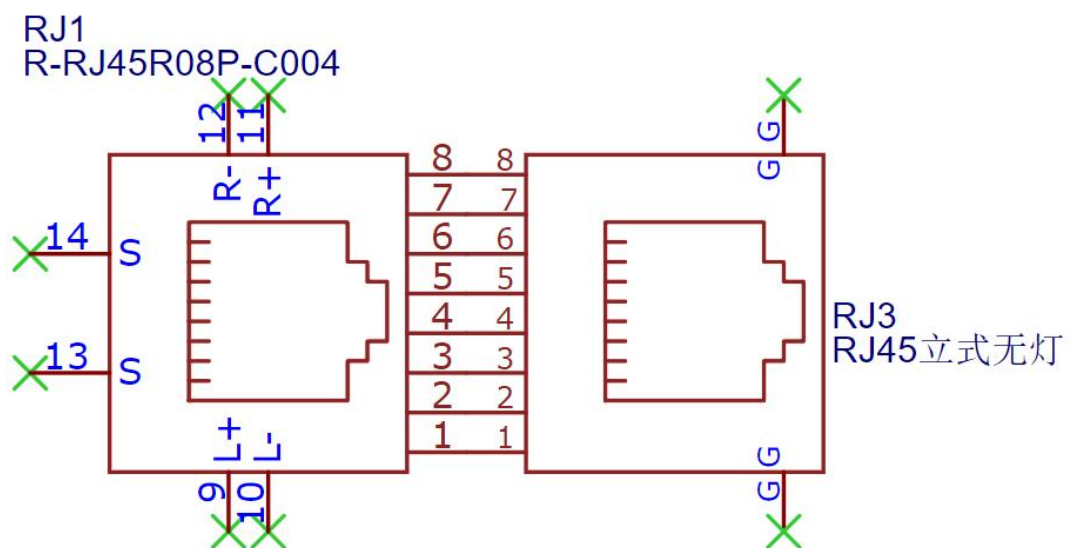 RJ1
R-RJ45R08P-C004
12 11
R- R+
G
G
14 S
13 S
8 8
7 7
6 6
5 5
4 4
3 3
2 2
1 1
RJ3
RJ45立式无灯
L+ L-
9 10
G
G